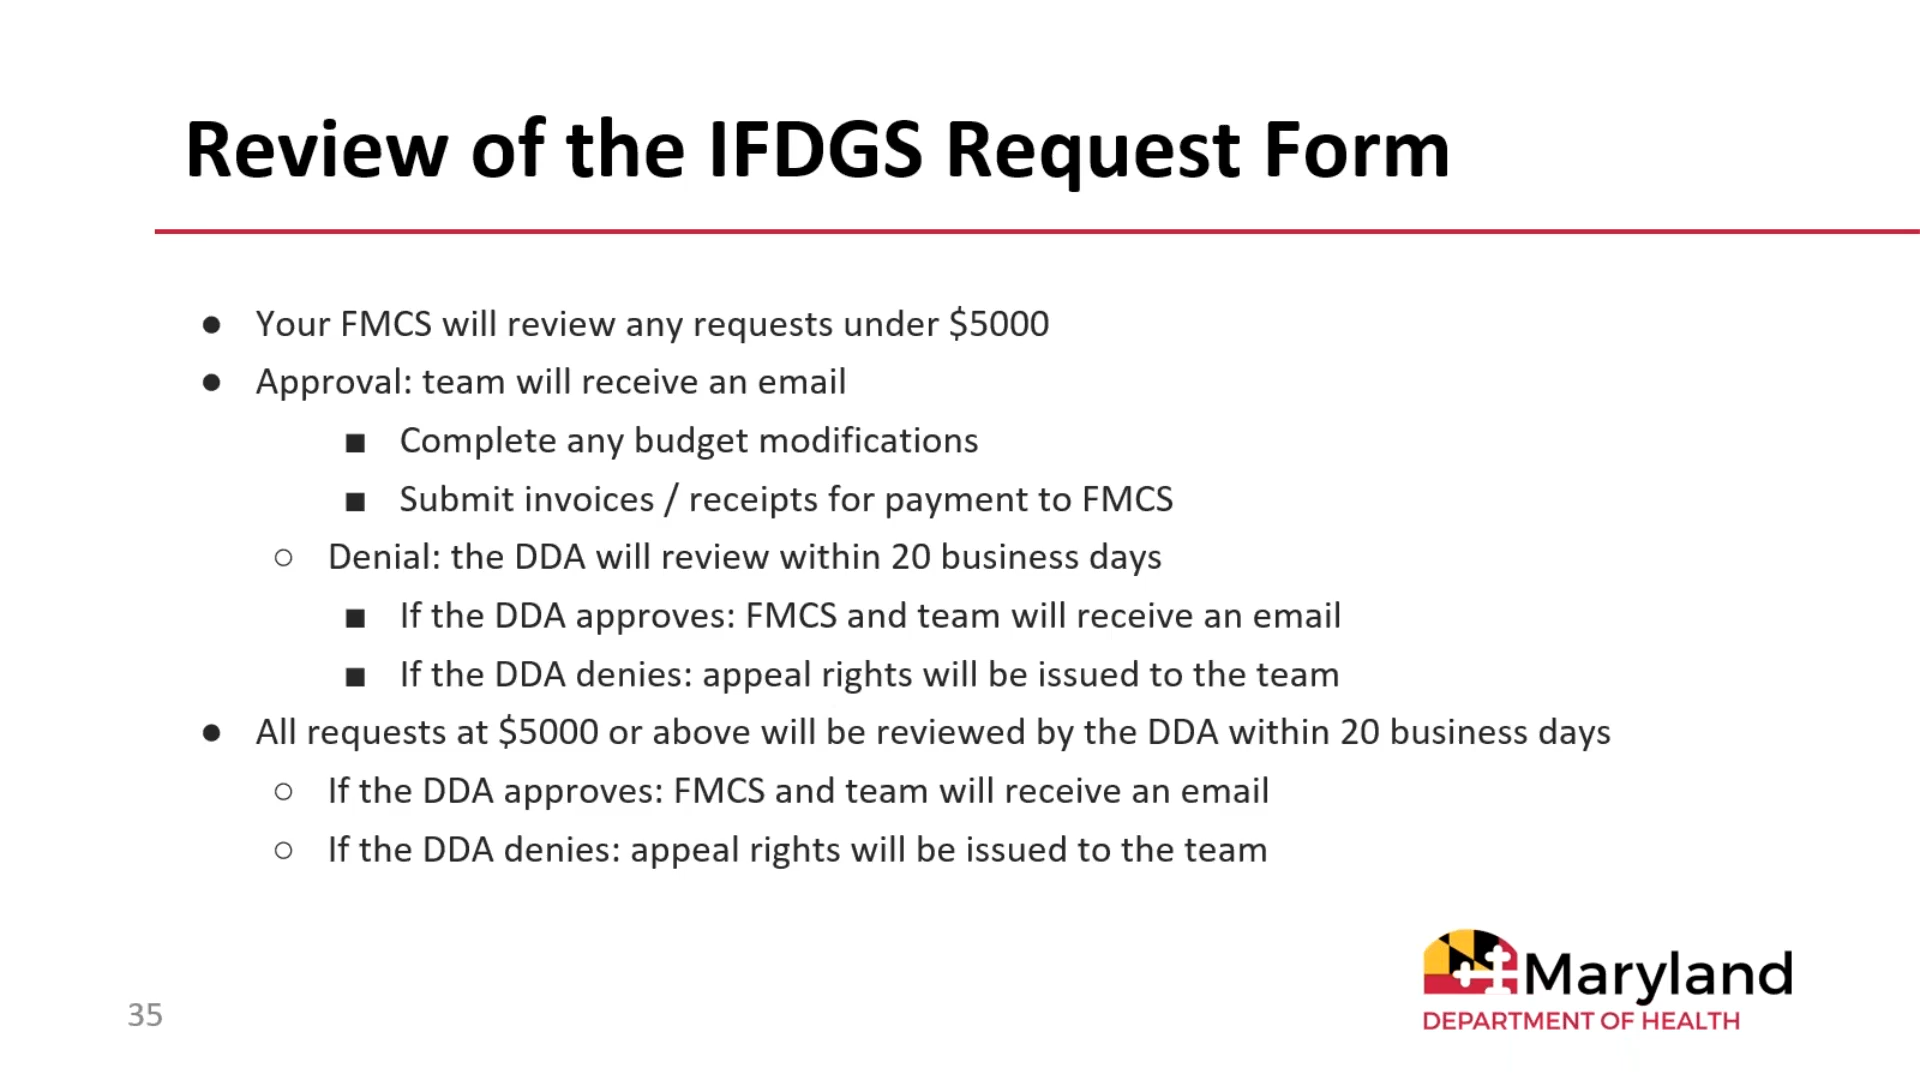 Review of the IFDGS Request Form
● Your FMCS will review any requests under $5000
● Approval: team will receive an email
■ Complete any budget modifications
■ Submit invoices / receipts for payment to FMCS
○ Denial: the DDA will review within 20 business days
■ If the DDA approves: FMCS and team will receive an email
■ If the DDA denies: appeal rights will be issued to the team
● All requests at $5000 or above will be reviewed by the DDA within 20 business days
○ If the DDA approves: FMCS and team will receive an email
○ If the DDA denies: appeal rights will be issued to the team
35
Maryland
DEPARTMENT OF HEALTH